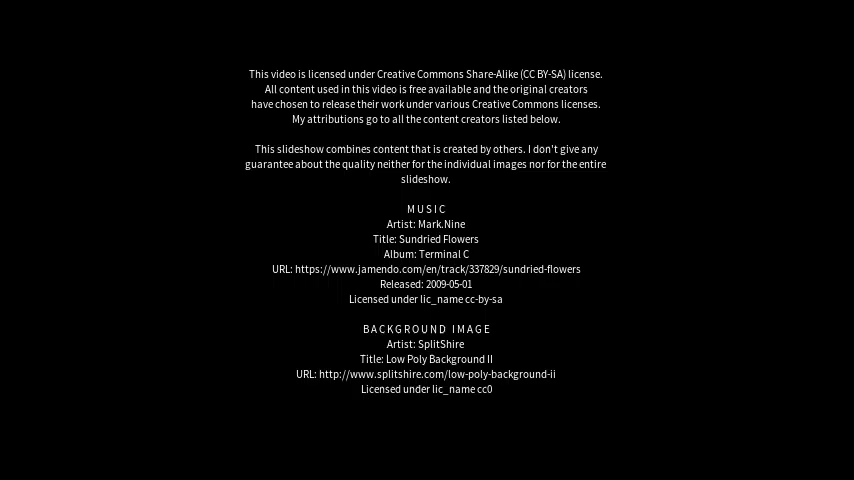 This video is licensed under Creative Commons Share-Alike (CC BY-SA) license.
All content used in this video is free available and the original creators
have chosen to release their work under various Creative Commons licenses.
My attributions go to all the content creators listed below.
This slideshow combines content that is created by others. I don't give any
guarantee about the quality neither for the individual images nor for the entire
slideshow.
MUSIC
Artist: Mark.Nine
Title: Sundried Flowers
Album: Terminal C
URL: https://www.jamendo.com/en/track/337829/sundried-flowers
Released: 2009-05-01
Licensed under lic_name cc-by-sa
BACKGROUND IMAGE
Artist: SplitShire
Title: Low Poly Background II
URL: http://www.splitshire.com/low-poly-background-ii
Licensed under lic_name cc0